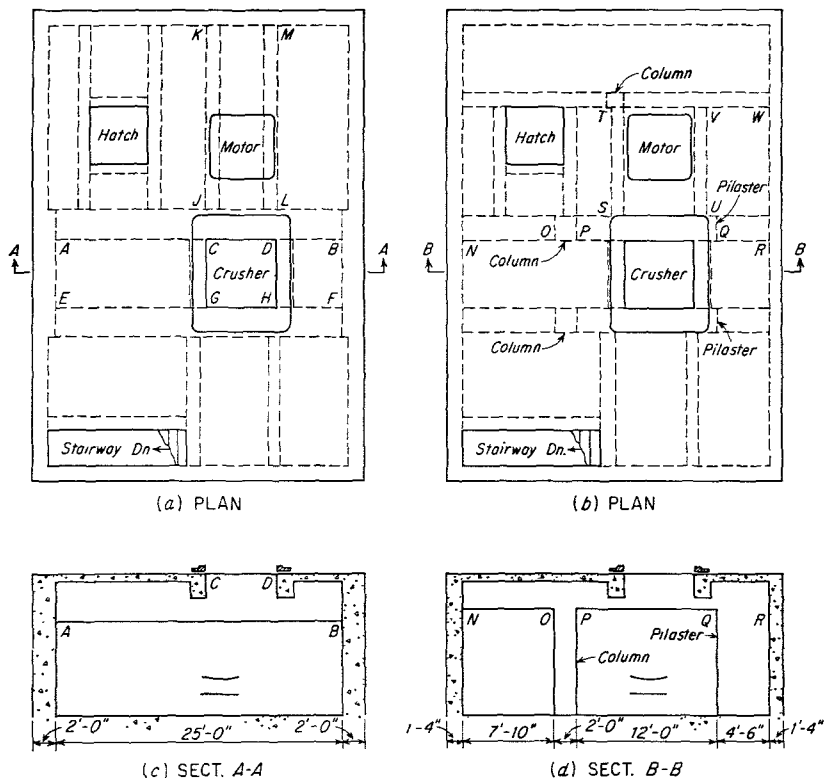 K M
Hatch
Motor
J L
A C D B
Crusher
E G H F
A A
Stairway Dn
(a) PLAN
Column
T V W
Hatch
Motor
Pilaster
S U
N O P Q R
Column
Crusher
B B
Column
Pilaster
Stairway Dn.
(b) PLAN
C D
A B
2'-0" 25'-0" 2'-0"
(c) SECT. A-A
N O P Q R
Pilaster
Column
1'-4" 7'-10" 2'-0" 12'-0" 4'-6" 1'-4"
(d) SECT. B-B